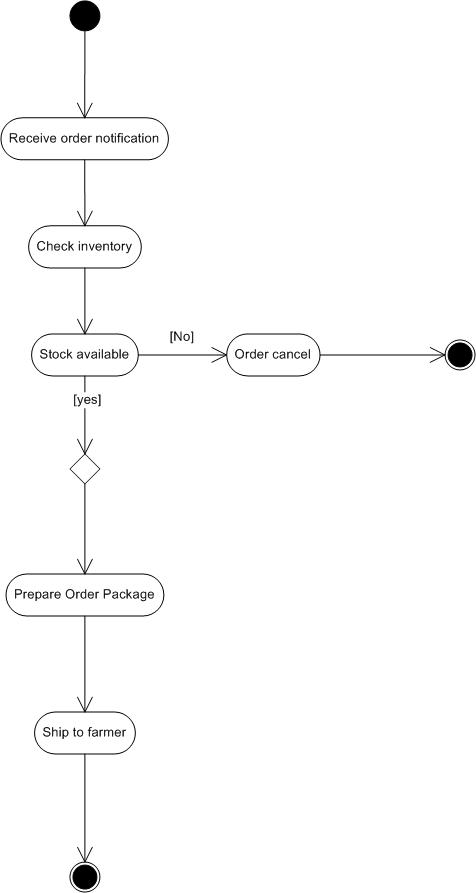 Receive order notification
Check inventory
Stock available
[No]
Order cancel
[yes]
Prepare Order Package
Ship to farmer